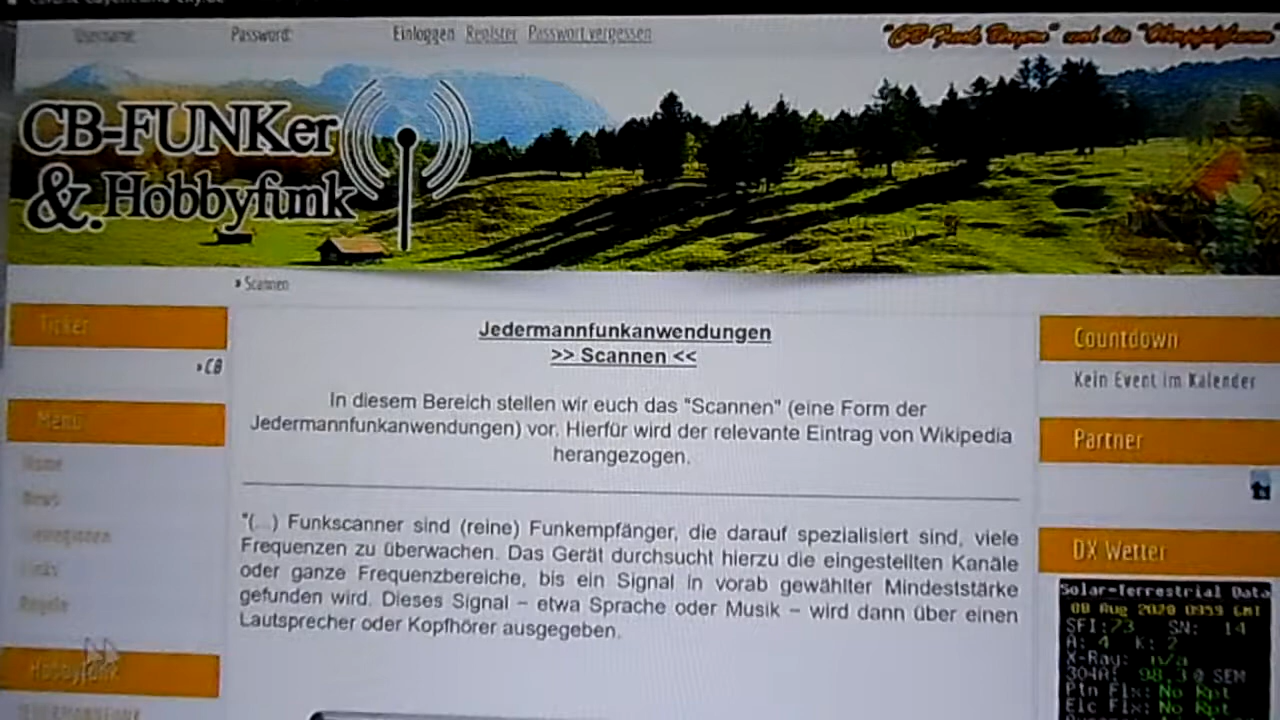 Username
Password:
Einloggen Register Passwort vergessen
"CB-Funk Bayern" und die
CB-FUNKer
&. Hobbyfunk
» Scannen
Ticker
» CB
Menü
Home
News
Links
Regeln
Hobbyfunk
Jedermannfunkanwendungen
>> Scannen <<
In diesem Bereich stellen wir euch das "Scannen" (eine Form der
Jedermannfunkanwendungen) vor. Hierfür wird der relevante Eintrag von Wikipedia
herangezogen.
"(...) Funkscanner sind (reine) Funkempfänger, die darauf spezialisiert sind, viele
Frequenzen zu überwachen. Das Gerät durchsucht hierzu die eingestellten Kanäle
oder ganze Frequenzbereiche, bis ein Signal in vorab gewählter Mindeststärke
gefunden wird. Dieses Signal – etwa Sprache oder Musik – wird dann über einen
Lautsprecher oder Kopfhörer ausgegeben.
Countdown
Kein Event im Kalender
Partner
DX Wetter
Solar-Terrestrial Data
08 Aug 2020 0959 GMT
SFI:73 SN: 14
A: 4 K: 2
X-Ray: n/a
304A: 98.3 @ SEM
Ptn Flx: No Rpt
Elc Flx: No Rpt